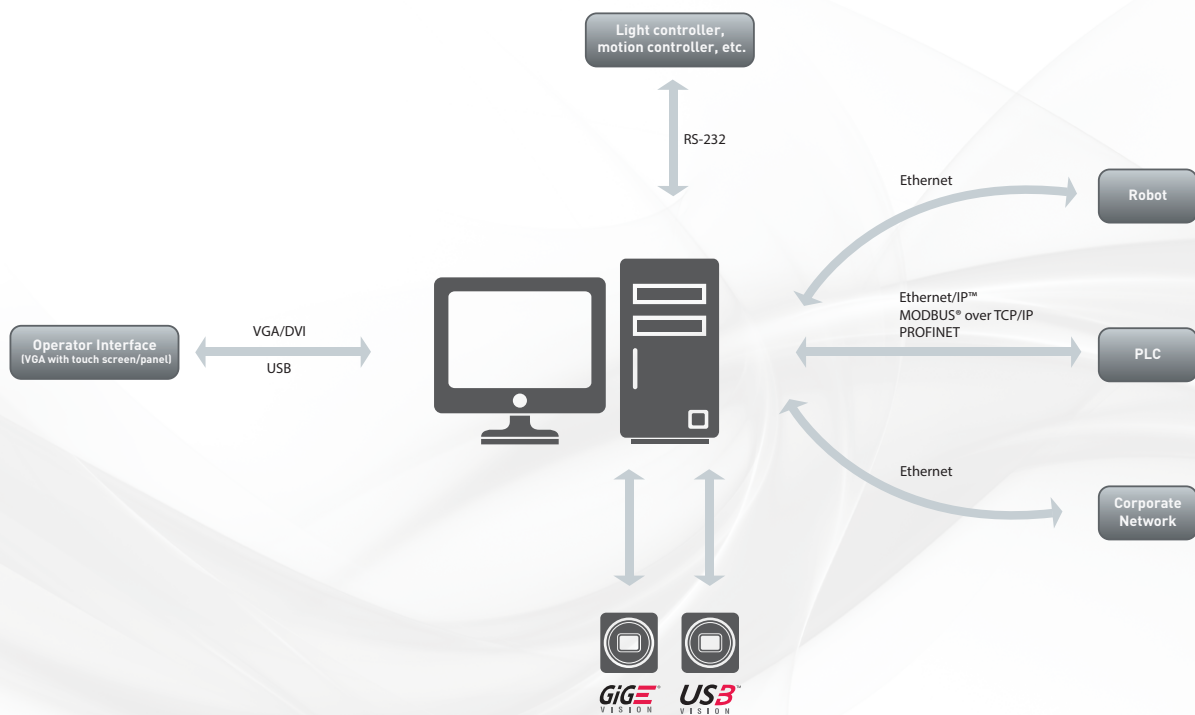 Light controller,
motion controller, etc.
RS-232
Ethernet
Robot
Ethernet/IP™
MODBUS® over TCP/IP
PROFINET
PLC
VGA/DVI
Operator Interface
(VGA with touch screen/panel)
USB
Ethernet
Corporate
Network
GiGE®
VISION
USB™
VISION